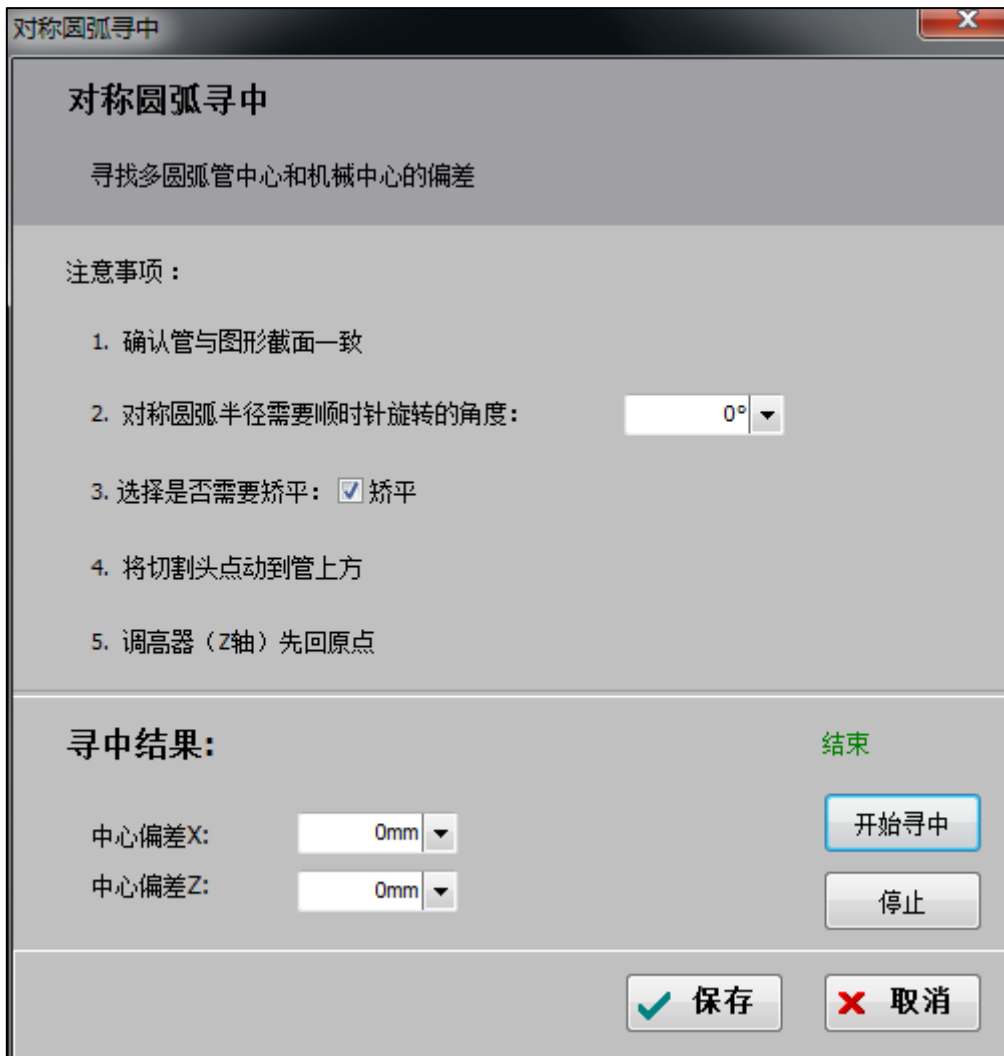 对称圆弧寻中
对称圆弧寻中
寻找多圆弧管中心和机械中心的偏差
注意事项：
1. 确认管与图形截面一致
2. 对称圆弧半径需要顺时针旋转的角度： 0°
3. 选择是否需要矫平： 矫平
4. 将切割头点动到管上方
5. 调高器（Z轴）先回原点
寻中结果: 结束
中心偏差X: 0mm 开始寻中
中心偏差Z: 0mm
停止
保存 取消